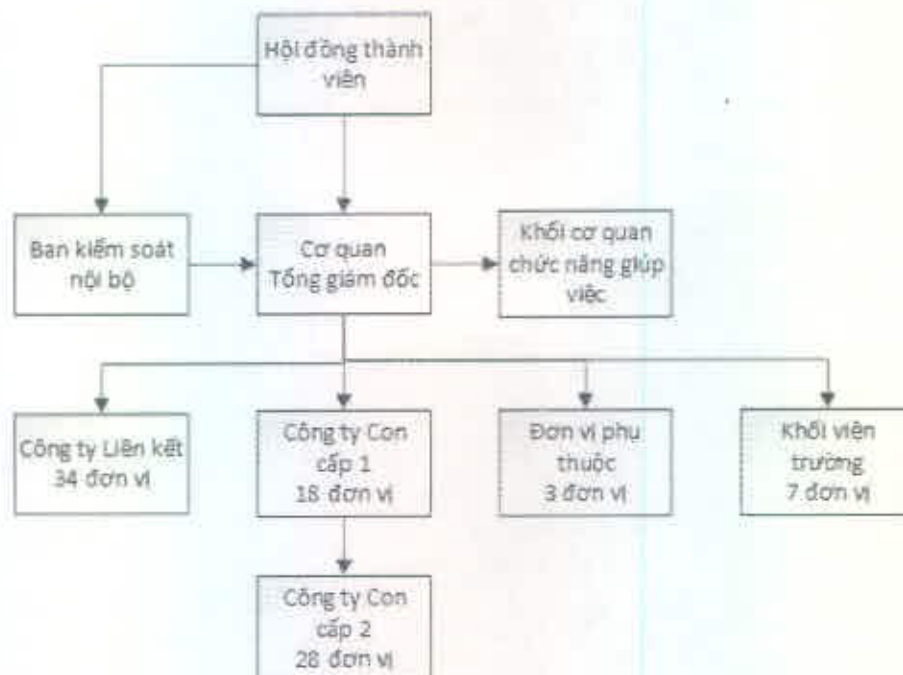 Hội đồng thành
viên
Ban kiểm soát
nội bộ
Cơ quan
Tổng giám đốc
Khối cơ quan
chức năng giúp
việc
Công ty Liên kết
34 đơn vị
Công ty Con
cấp 1
18 đơn vị
Đơn vị phụ
thuộc
3 đơn vị
Khối viện
trường
7 đơn vị
Công ty Con
cấp 2
28 đơn vị